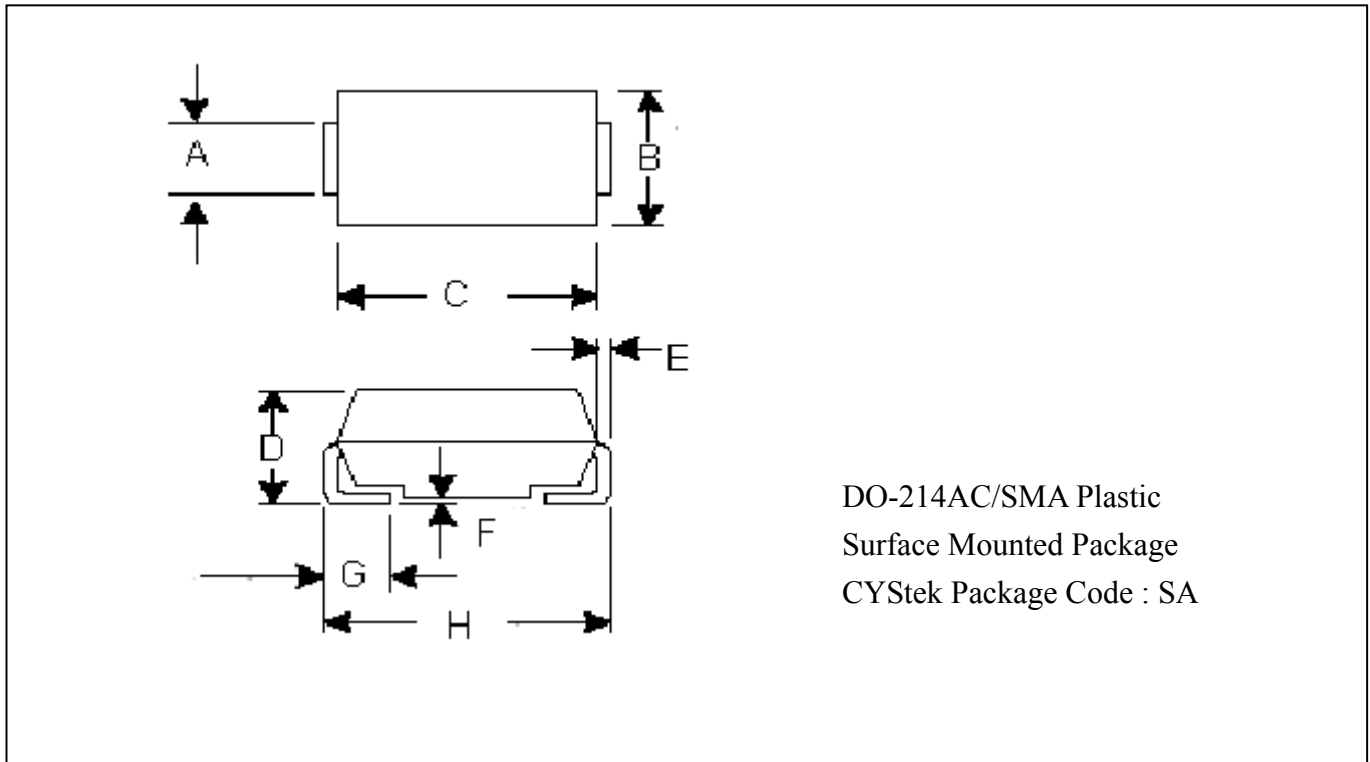 A
B
C
E
D
F
G
H
DO-214AC/SMA Plastic
Surface Mounted Package
CYStek Package Code : SA